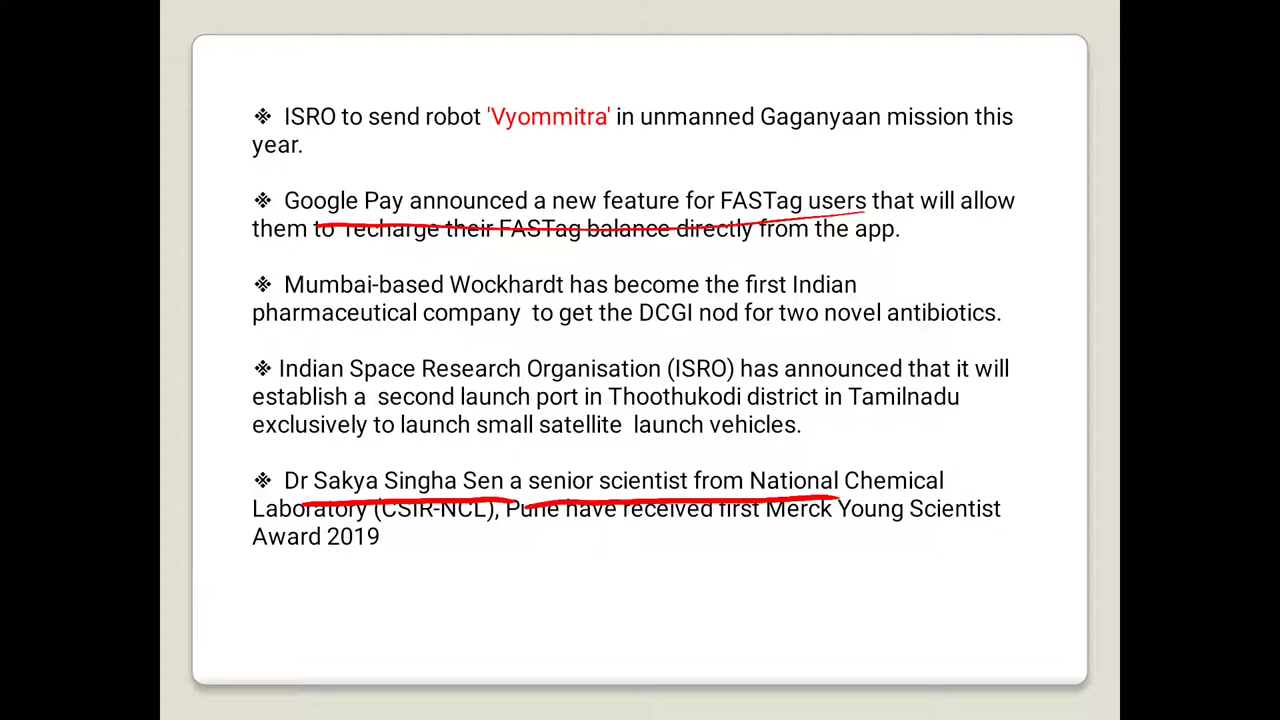 ❖ ISRO to send robot 'Vyommitra' in unmanned Gaganyaan mission this
year.
❖ Google Pay announced a new feature for FASTag users that will allow
them to recharge their FASTag balance directly from the app.
❖ Mumbai-based Wockhardt has become the first Indian
pharmaceutical company to get the DCGI nod for two novel antibiotics.
❖ Indian Space Research Organisation (ISRO) has announced that it will
establish a second launch port in Thoothukodi district in Tamilnadu
exclusively to launch small satellite launch vehicles.
❖ Dr Sakya Singha Sen a senior scientist from National Chemical
Laboratory (CSIR-NCL), Pune have received first Merck Young Scientist
Award 2019